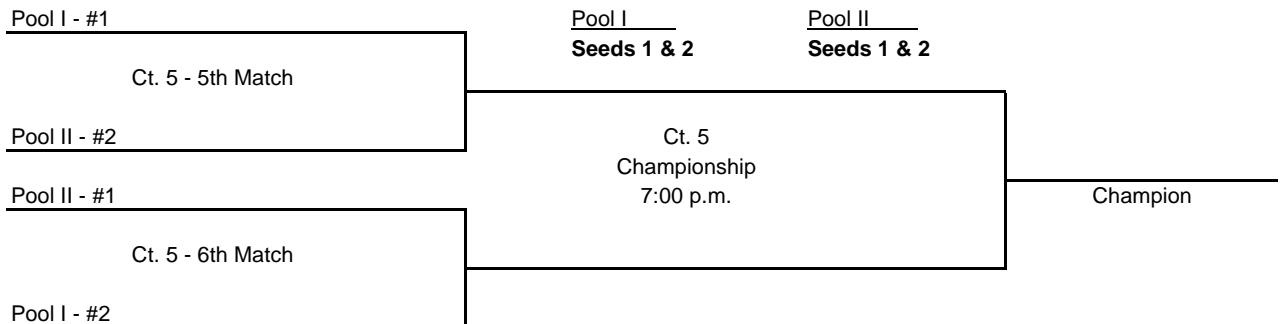 Pool I - #1
Pool I Pool II
Seeds 1 & 2 Seeds 1 & 2
Ct. 5 - 5th Match
Pool II - #2
Ct. 5
Championship
7:00 p.m.
Pool II - #1
Champion
Ct. 5 - 6th Match
Pool I - #2